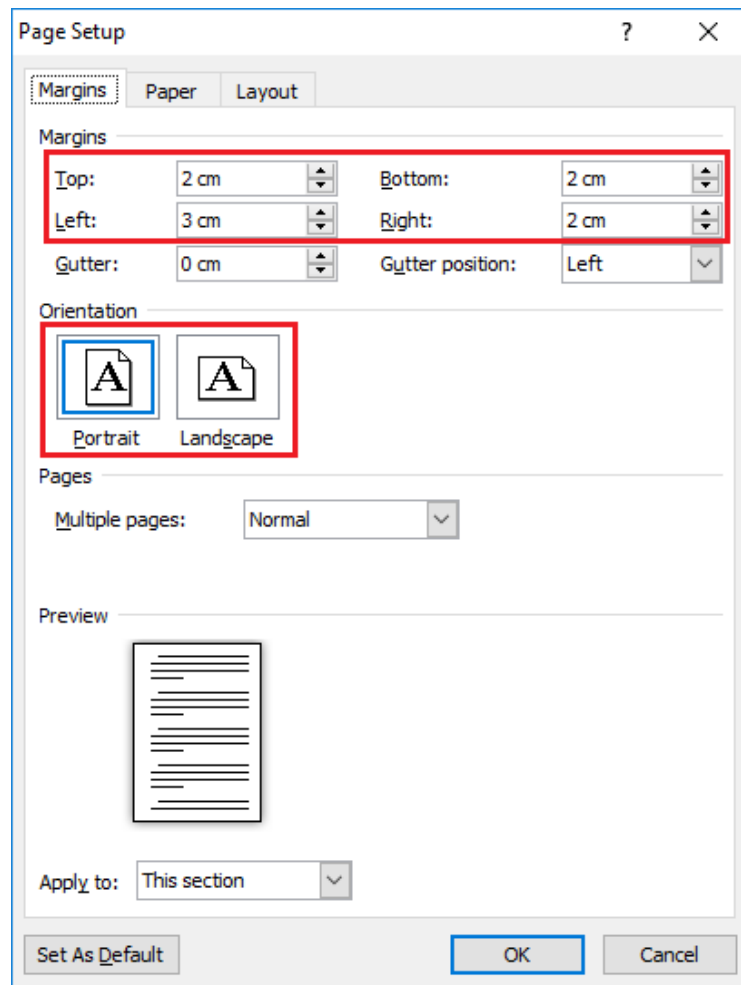 Page Setup ? ×
Margins Paper Layout
Margins
Top: 2 cm Bottom: 2 cm
Left: 3 cm Right: 2 cm
Gutter: 0 cm Gutter position: Left
Orientation
A A
Portrait Landscape
Pages
Multiple pages: Normal
Preview
Apply to: This section
Set As Default OK Cancel